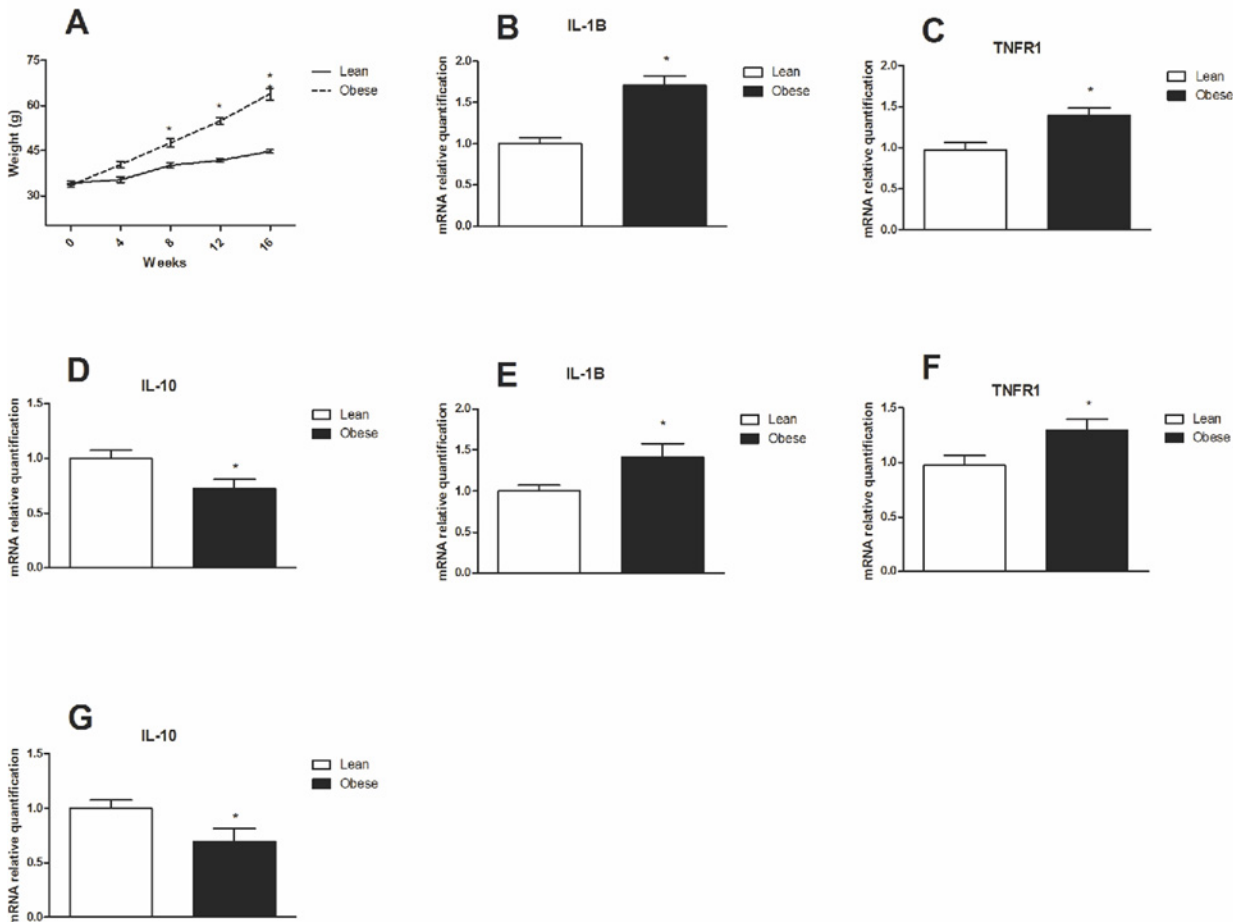 A
75
60
45
30
Weight (g)
*
*
*
*
0
4
8
12
16
Weeks
Lean
Obese
B
IL-1B
2.0
1.5
1.0
0.5
0.0
mRNA relative quantification
*
Lean
Obese
C
TNFR1
2.0
1.5
1.0
0.5
0.0
mRNA relative quantification
*
Lean
Obese
D
IL-10
1.5
1.0
0.5
0.0
mRNA relative quantification
*
Lean
Obese
E
IL-1B
2.0
1.5
1.0
0.5
0.0
mRNA relative quantification
*
Lean
Obese
F
TNFR1
1.5
1.0
0.5
0.0
mRNA relative quantification
*
Lean
Obese
G
IL-10
1.5
1.0
0.5
0.0
mRNA relative quantification
*
Lean
Obese